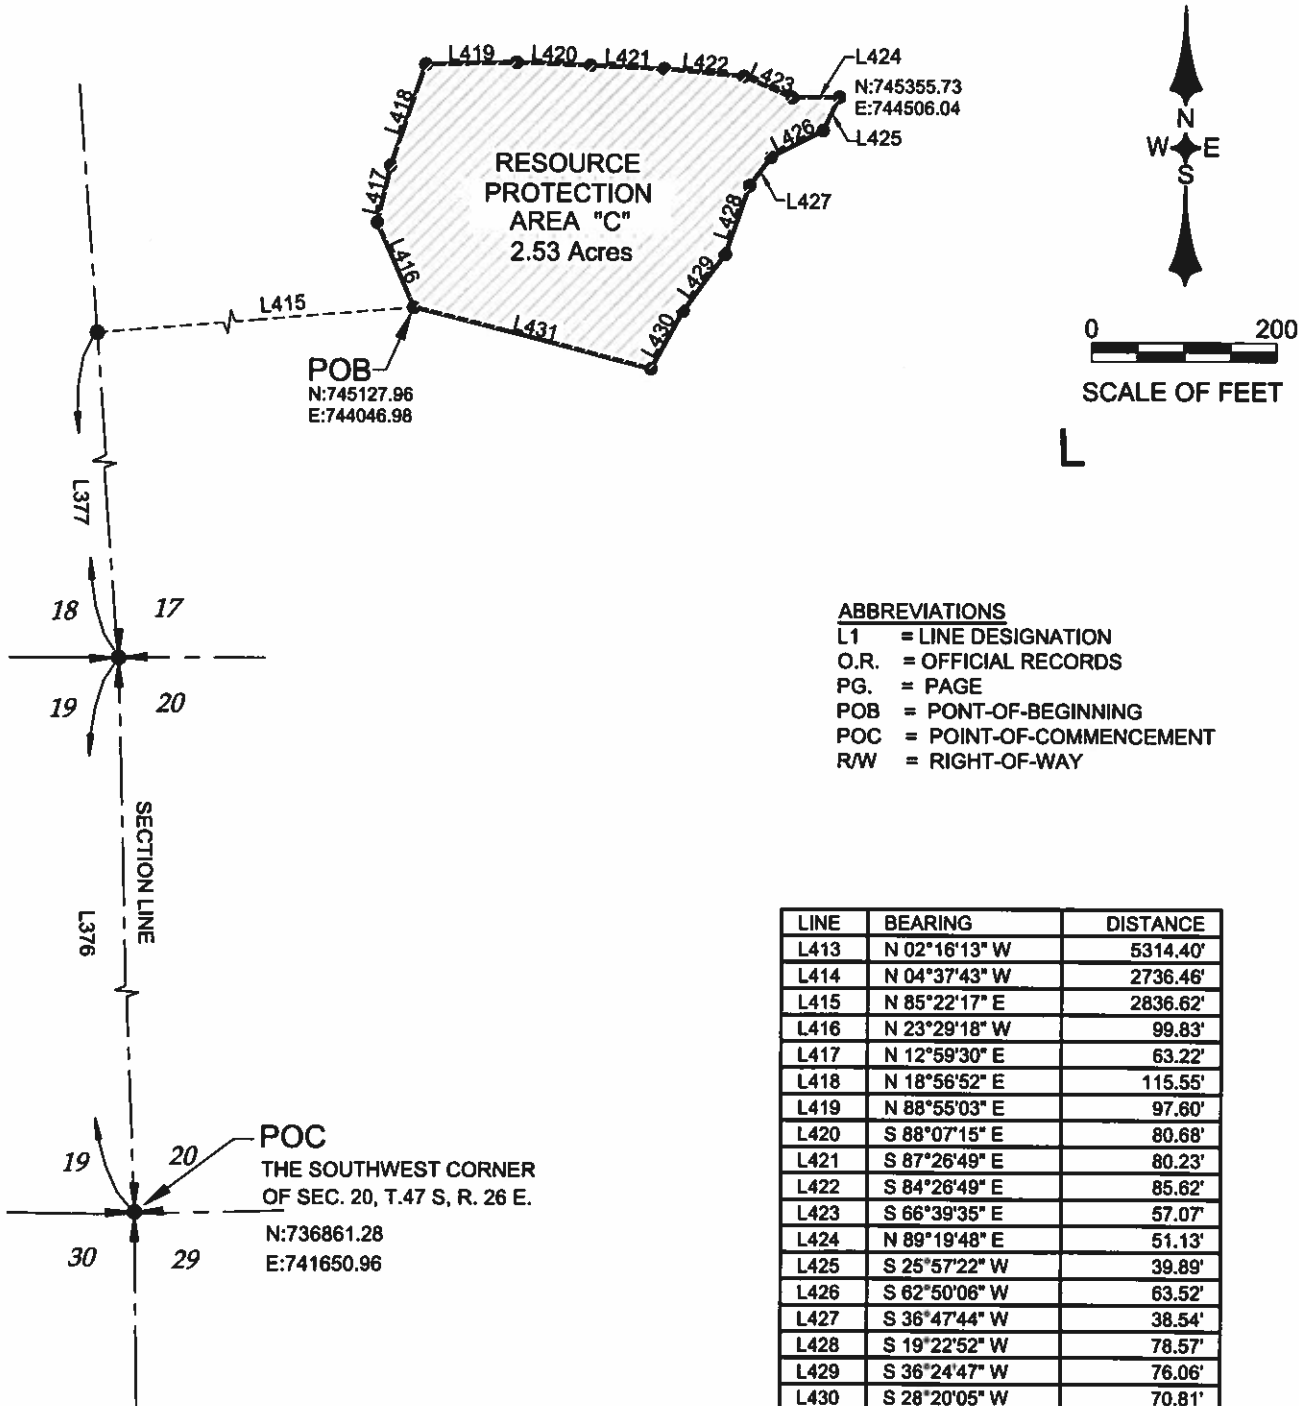 L419
L420
L421
L422
L423
L424
N:745355.73
E:744506.04
L425
L426
L427
L428
L429
L430
L431
L418
L417
L416
L415
RESOURCE
PROTECTION
AREA "C"
2.53 Acres
POB
N:745127.96
E:744046.98
N
W E
S
0 200
SCALE OF FEET
L
L377
18 17
19 20
SECTION LINE
L376
ABBREVIATIONS
L1 = LINE DESIGNATION
O.R. = OFFICIAL RECORDS
PG. = PAGE
POB = PONT-OF-BEGINNING
POC = POINT-OF-COMMENCEMENT
R/W = RIGHT-OF-WAY
19 20
30 29
POC
THE SOUTHWEST CORNER
OF SEC. 20, T.47 S, R. 26 E.
N:736861.28
E:741650.96
LINE BEARING DISTANCE
L413 N 02°16'13" W 5314.40'
L414 N 04°37'43" W 2736.46'
L415 N 85°22'17" E 2836.62'
L416 N 23°29'18" W 99.83'
L417 N 12°59'30" E 63.22'
L418 N 18°56'52" E 115.55'
L419 N 88°55'03" E 97.60'
L420 S 88°07'15" E 80.68'
L421 S 87°26'49" E 80.23'
L422 S 84°26'49" E 85.62'
L423 S 66°39'35" E 57.07'
L424 N 89°19'48" E 51.13'
L425 S 25°57'22" W 39.89'
L426 S 62°50'06" W 63.52'
L427 S 36°47'44" W 38.54'
L428 S 19°22'52" W 78.57'
L429 S 36°24'47" W 76.06'
L430 S 28°20'05" W 70.81'